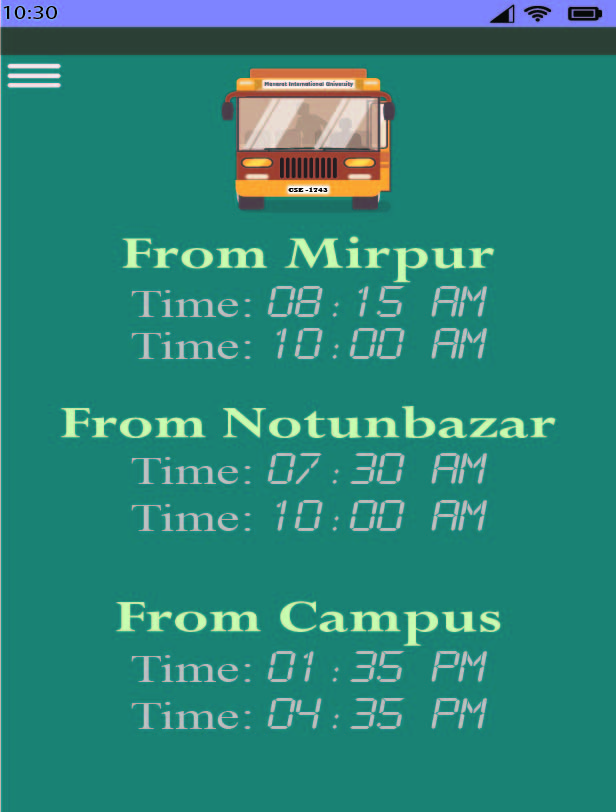 10:30
Manarat International University
CSE -1743
From Mirpur
Time: 08:15 AM
Time: 10:00 AM
From Notunbazar
Time: 07:30 AM
Time: 10:00 AM
From Campus
Time: 01:35 PM
Time: 04:35 PM